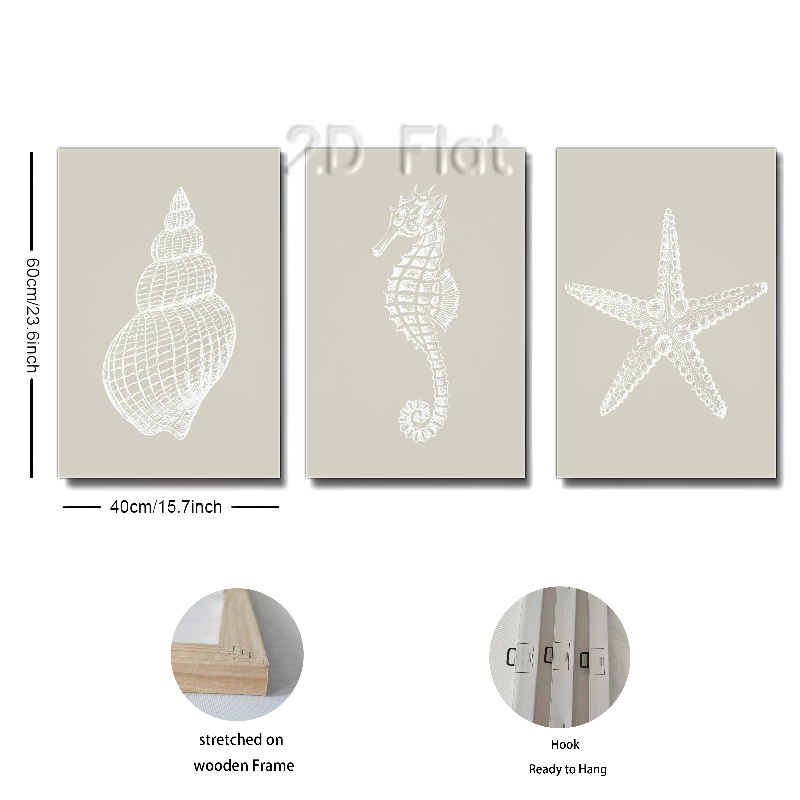 2D Flat
60cm/23.6inch
40cm/15.7inch
stretched on
wooden Frame
Hook
Ready to Hang